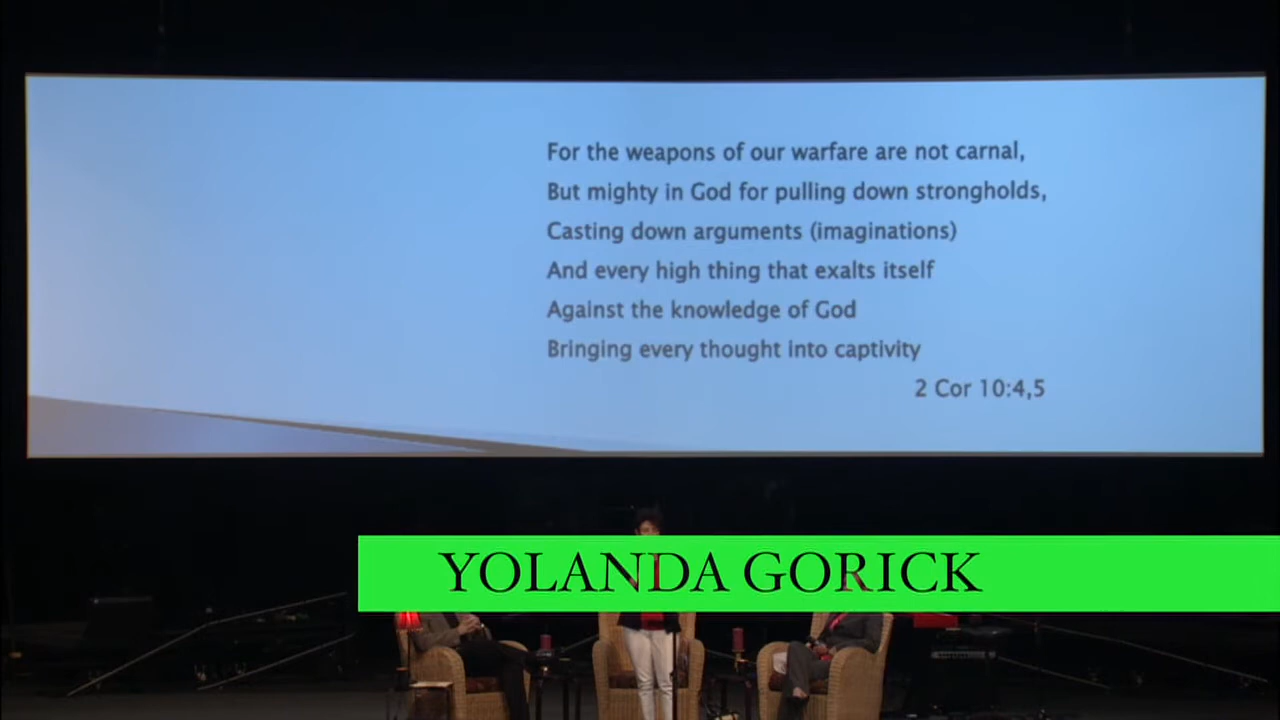 For the weapons of our warfare are not carnal,
But mighty in God for pulling down strongholds,
Casting down arguments (imaginations)
And every high thing that exalts itself
Against the knowledge of God
Bringing every thought into captivity
2 Cor 10:4,5
YOLANDA GORICK